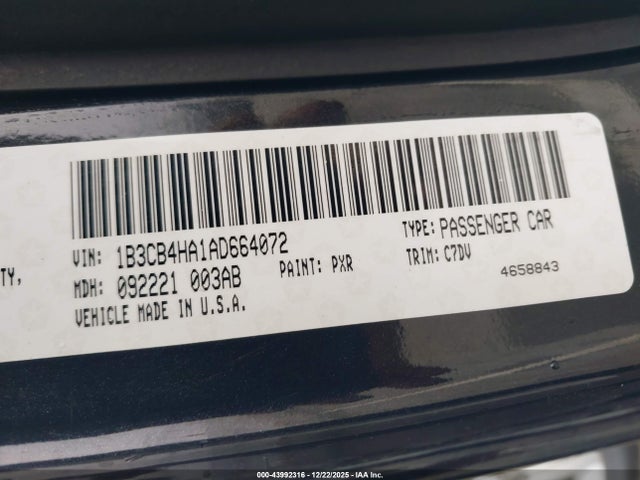 VIN: 1B3CB4HA1AD664072 TYPE: PASSENGER CAR
TY, MDH: 092221 003AB PAINT: PXR TRIM: C7DV
VEHICLE MADE IN U.S.A. 4658843
000-43992316 - 12/22/2025 - IAA Inc.